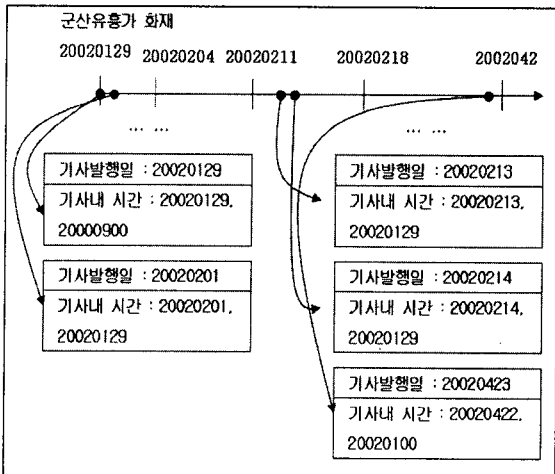 군산유흥가 화재
20020129 20020204 20020211 20020218 2002042
... ...
... ...
기사발행일 : 20020129
기사내 시간 : 20020129,
20000900
기사발행일 : 20020201
기사내 시간 : 20020201,
20020129
기사발행일 : 20020213
기사내 시간 : 20020213,
20020129
기사발행일 : 20020214
기사내 시간 : 20020214,
20020129
기사발행일 : 20020423
기사내 시간 : 20020422,
20020100